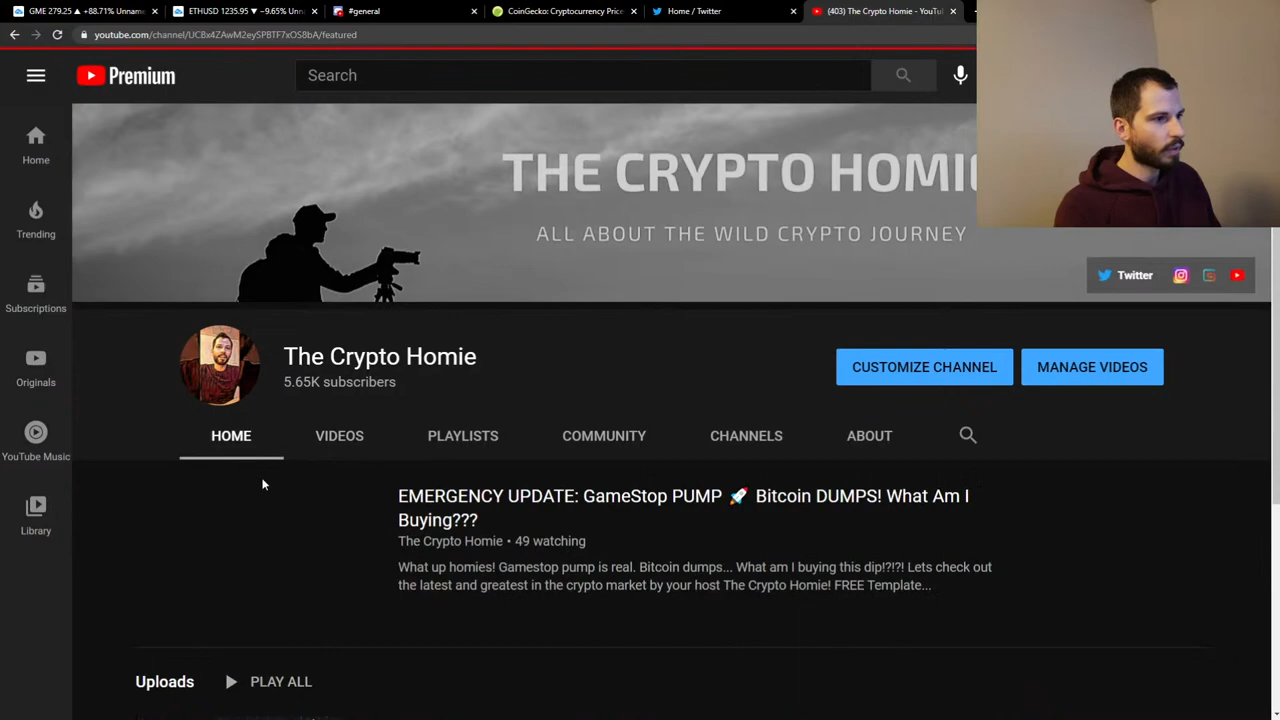 GME 279.25 ▲ +88.71% Unnam
ETHUSD 1235.95 ▼ −9.65% Un
#general
CoinGecko: Cryptocurrency Price
Home / Twitter
(403) The Crypto Homie - YouTu
youtube.com/channel/UCBx4ZAwM2eySPBTF7xOS8bA/featured
Premium
Search
THE CRYPTO HOMI
ALL ABOUT THE WILD CRYPTO JOURNEY
Twitter
Home
Trending
Subscriptions
Originals
YouTube Music
Library
The Crypto Homie
5.65K subscribers
CUSTOMIZE CHANNEL
MANAGE VIDEOS
HOME
VIDEOS
PLAYLISTS
COMMUNITY
CHANNELS
ABOUT
EMERGENCY UPDATE: GameStop PUMP 🚀 Bitcoin DUMPS! What Am I
Buying???
The Crypto Homie • 49 watching
What up homies! Gamestop pump is real. Bitcoin dumps... What am I buying this dip!?!?! Lets check out
the latest and greatest in the crypto market by your host The Crypto Homie! FREE Template...
Uploads
PLAY ALL